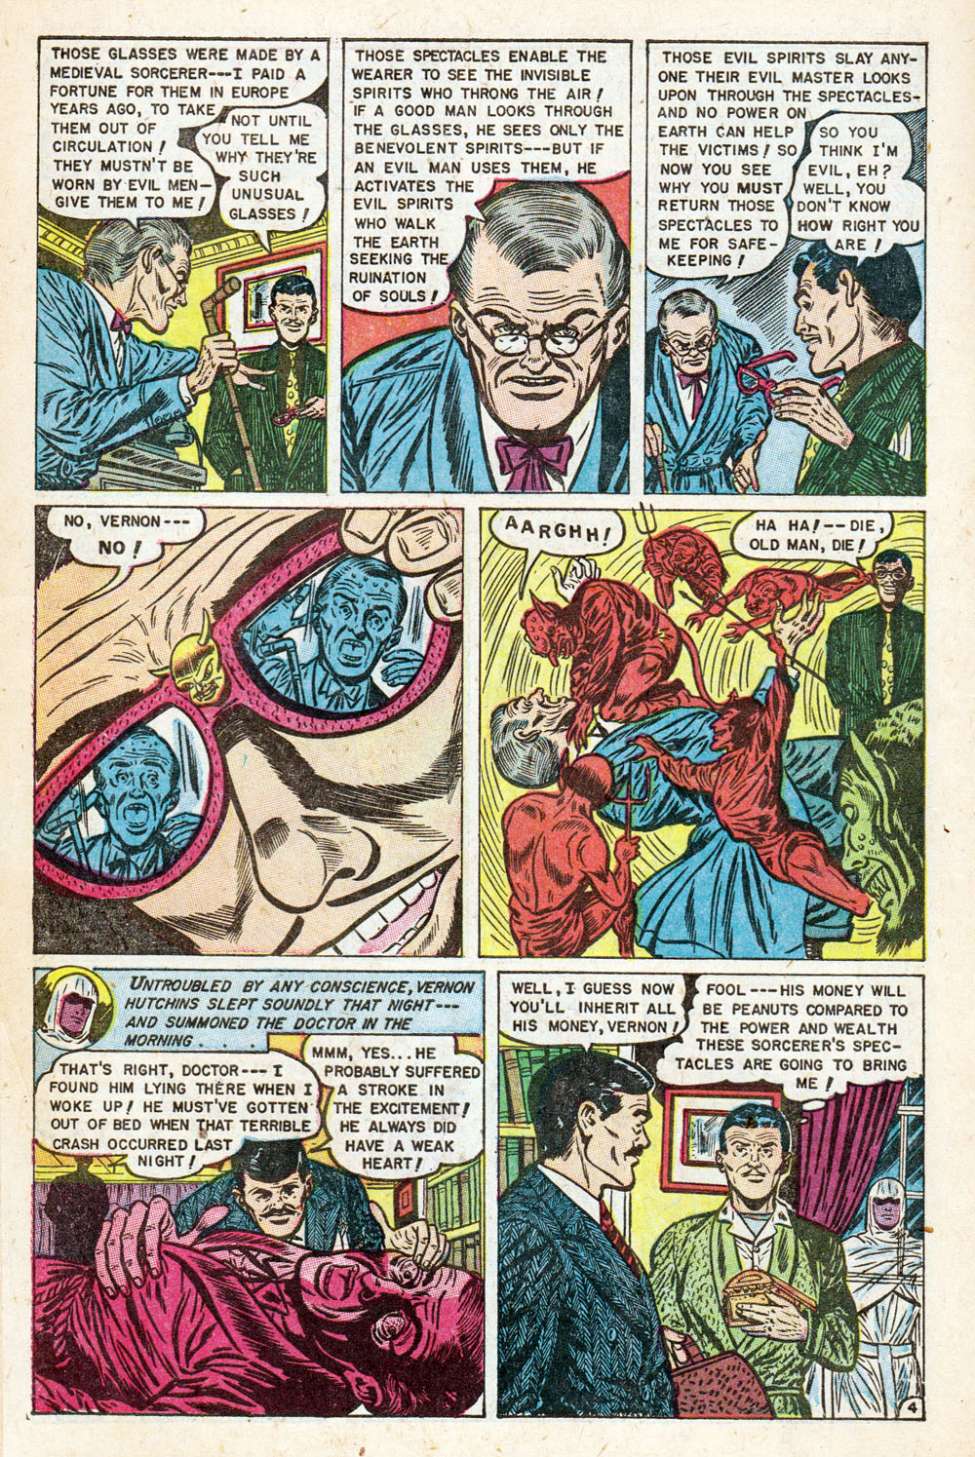 THOSE GLASSES WERE MADE BY A
MEDIEVAL SORCERER---I PAID A
FORTUNE FOR THEM IN EUROPE
YEARS AGO, TO TAKE
THEM OUT OF
CIRCULATION!
THEY MUSTN'T BE
WORN BY EVIL MEN-
GIVE THEM TO ME!
NOT UNTIL
YOU TELL ME
WHY THEY'RE
SUCH
UNUSUAL
GLASSES!
THOSE SPECTACLES ENABLE THE
WEARER TO SEE THE INVISIBLE
SPIRITS WHO THRONG THE AIR!
IF A GOOD MAN LOOKS THROUGH
THE GLASSES, HE SEES ONLY THE
BENEVOLENT SPIRITS---BUT IF
AN EVIL MAN USES THEM, HE
ACTIVATES THE
EVIL SPIRITS
WHO WALK
THE EARTH
SEEKING THE
RUINATION
OF SOULS!
THOSE EVIL SPIRITS SLAY ANY-
ONE THEIR EVIL MASTER LOOKS
UPON THROUGH THE SPECTACLES-
AND NO POWER ON
EARTH CAN HELP
THE VICTIMS! SO
NOW YOU SEE
WHY YOU MUST
RETURN THOSE
SPECTACLES TO
ME FOR SAFE-
KEEPING!
SO YOU
THINK I'M
EVIL, EH?
WELL, YOU
DON'T KNOW
HOW RIGHT YOU
ARE!
NO, VERNON---
NO!
AARGHH!
HA HA!--DIE,
OLD MAN, DIE!
UNTROUBLED BY ANY CONSCIENCE, VERNON
HUTCHINS SLEPT SOUNDLY THAT NIGHT---
AND SUMMONED THE DOCTOR IN THE
MORNING . . .
THAT'S RIGHT, DOCTOR---I
FOUND HIM LYING THERE WHEN I
WOKE UP! HE MUST'VE GOTTEN
OUT OF BED WHEN THAT TERRIBLE
CRASH OCCURRED LAST
NIGHT!
MMM, YES...HE
PROBABLY SUFFERED
A STROKE IN
THE EXCITEMENT!
HE ALWAYS DID
HAVE A WEAK
HEART!
WELL, I GUESS NOW
YOU'LL INHERIT ALL
HIS MONEY, VERNON!
FOOL---HIS MONEY WILL
BE PEANUTS COMPARED TO
THE POWER AND WEALTH
THESE SORCERER'S SPEC-
TACLES ARE GOING TO BRING
ME!
4